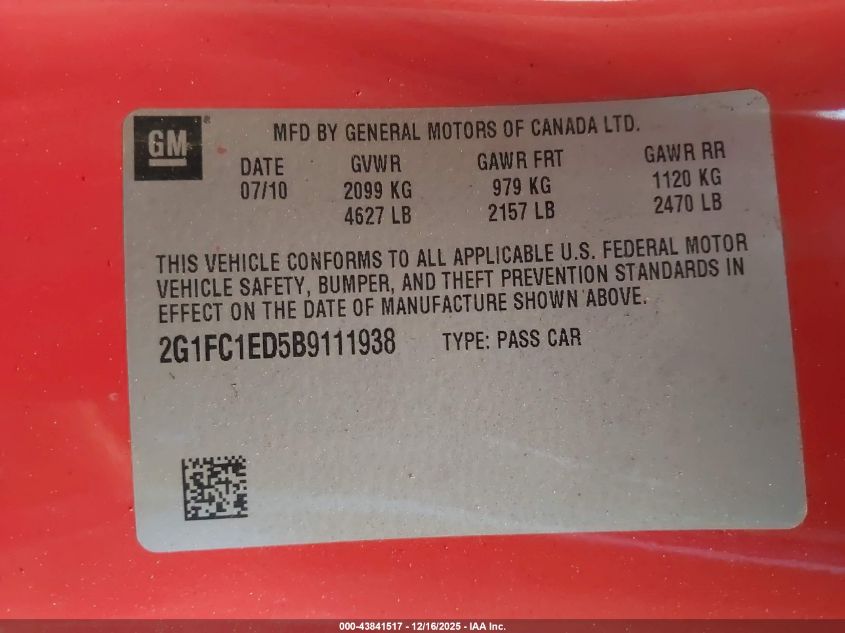 GM®
MFD BY GENERAL MOTORS OF CANADA LTD.
DATE GVWR GAWR FRT GAWR RR
07/10 2099 KG 979 KG 1120 KG
4627 LB 2157 LB 2470 LB
THIS VEHICLE CONFORMS TO ALL APPLICABLE U.S. FEDERAL MOTOR
VEHICLE SAFETY, BUMPER, AND THEFT PREVENTION STANDARDS IN
EFFECT ON THE DATE OF MANUFACTURE SHOWN ABOVE.
2G1FC1ED5B9111938 TYPE: PASS CAR
000-43841517 - 12/16/2025 - IAA Inc.